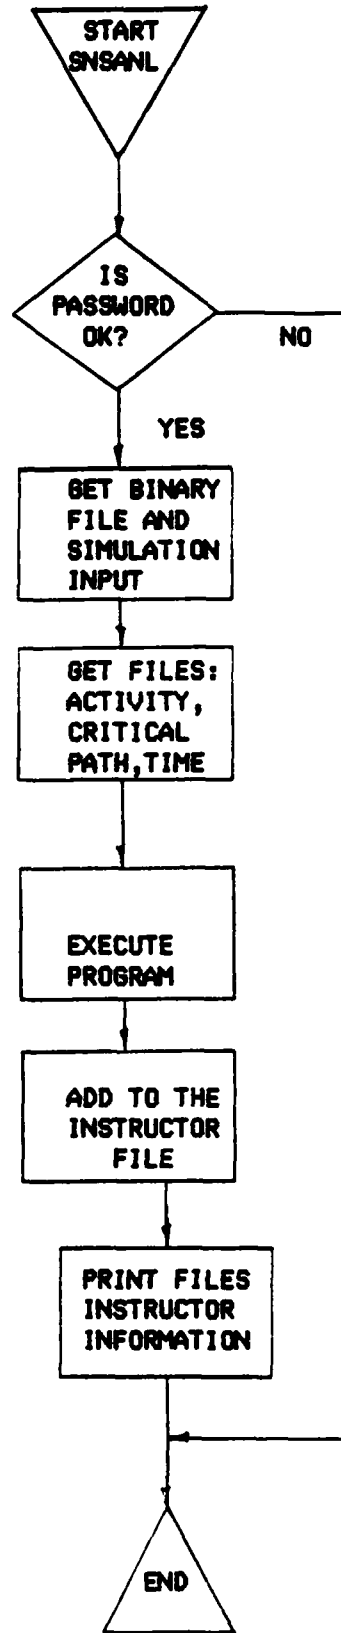 START
SNSANL
IS
PASSWORD
OK?
NO
YES
GET BINARY
FILE AND
SIMULATION
INPUT
GET FILES:
ACTIVITY,
CRITICAL
PATH,TIME
EXECUTE
PROGRAM
ADD TO THE
INSTRUCTOR
FILE
PRINT FILES
INSTRUCTOR
INFORMATION
END